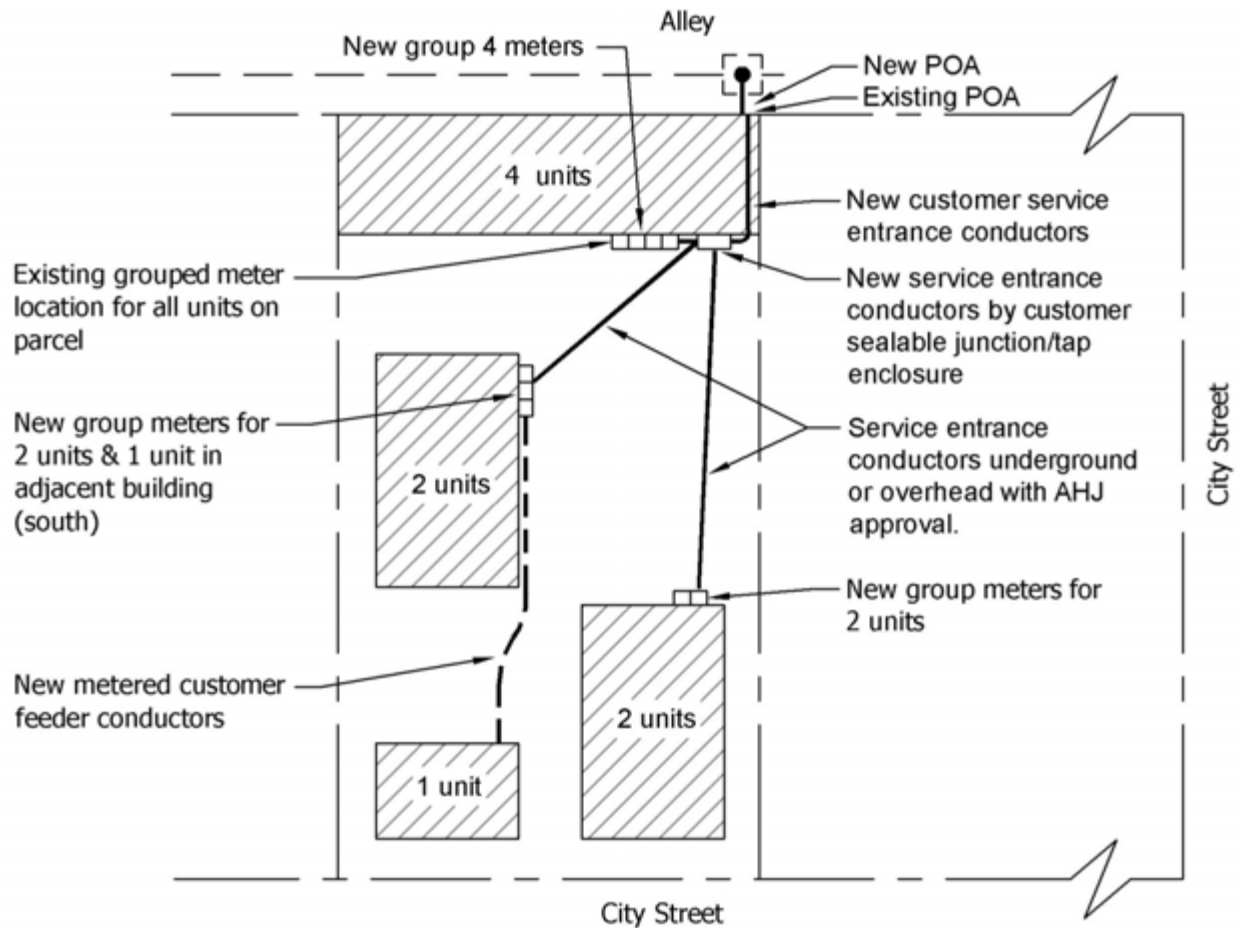 Alley
New group 4 meters
New POA
Existing POA
4 units
New customer service
entrance conductors
Existing grouped meter
location for all units on
parcel
New service entrance
conductors by customer
sealable junction/tap
enclosure
New group meters for
2 units & 1 unit in
adjacent building
(south)
2 units
Service entrance
conductors underground
or overhead with AHJ
approval.
City Street
New group meters for
2 units
New metered customer
feeder conductors
2 units
1 unit
City Street